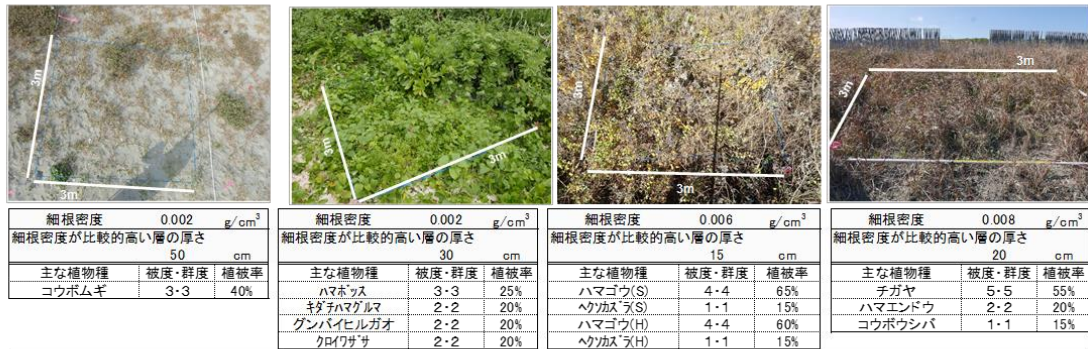 3m
3m
3m
3m
3m
3m
3m
3m
細根密度 0.002 g/cm³
細根密度が比較的高い層の厚さ
50 cm
主な植物種 被度・群度 植被率
コウボムギ 3・3 40%
細根密度 0.002 g/cm³
細根密度が比較的高い層の厚さ
30 cm
主な植物種 被度・群度 植被率
ハマボッス 3・3 25%
キダチハマグルマ 2・2 20%
グンバイヒルガオ 2・2 20%
クロイワザサ 2・2 20%
細根密度 0.006 g/cm³
細根密度が比較的高い層の厚さ
15 cm
主な植物種 被度・群度 植被率
ハマゴウ(S) 4・4 65%
ヘクソカズラ(S) 1・1 15%
ハマゴウ(H) 4・4 60%
ヘクソカズラ(H) 1・1 15%
細根密度 0.008 g/cm³
細根密度が比較的高い層の厚さ
20 cm
主な植物種 被度・群度 植被率
チガヤ 5・5 55%
ハマエンドウ 2・2 20%
コウボウシバ 1・1 15%